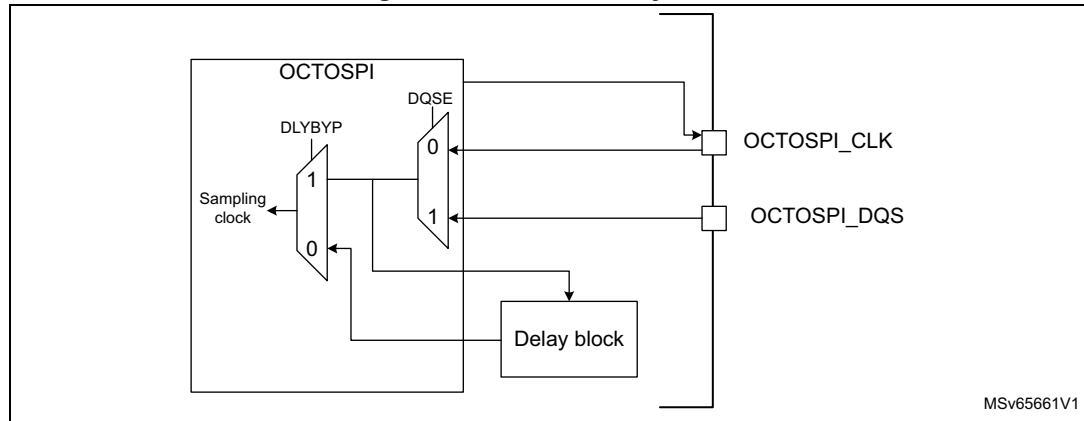 OCTOSPI
DQSE
DLYBYP
0
OCTOSPI_CLK
1
Sampling
clock
1
OCTOSPI_DQS
0
Delay block
MSv65661V1